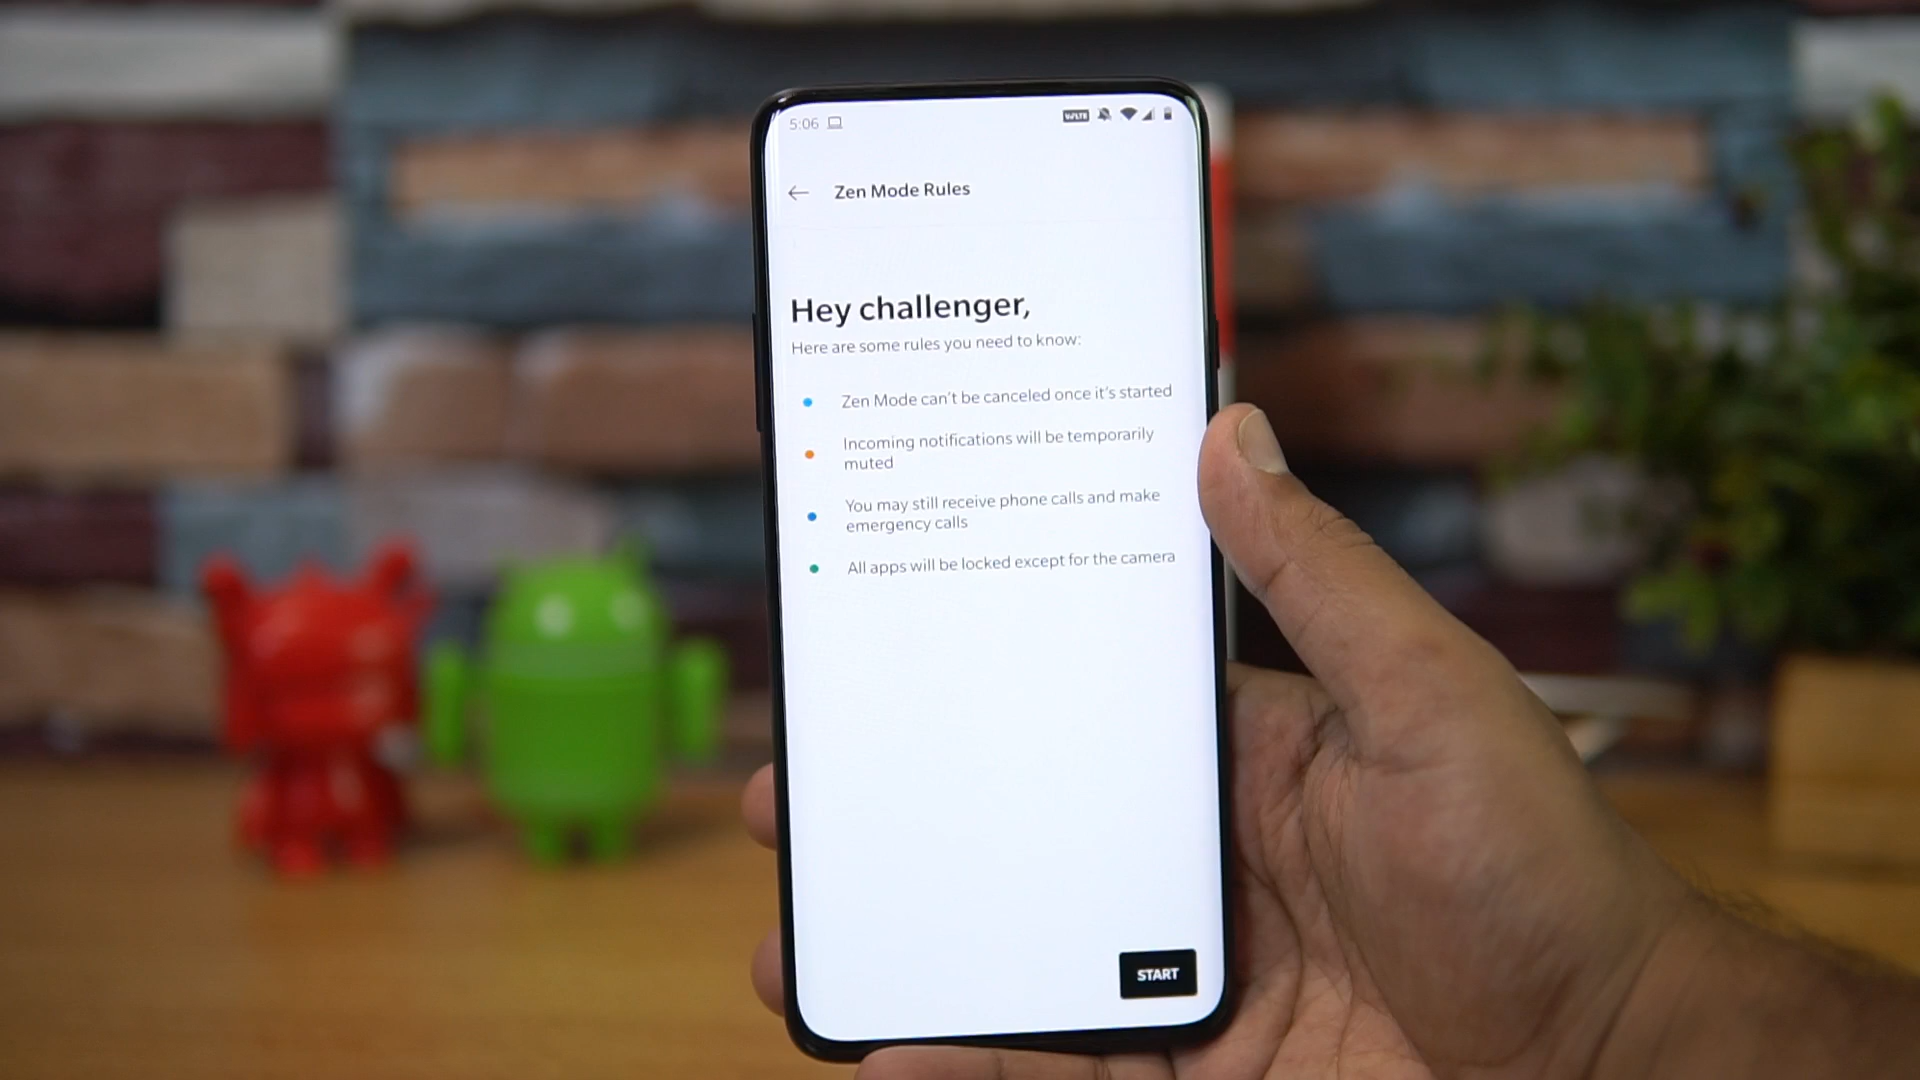 5:06
VoLTE
Zen Mode Rules
Hey challenger,
Here are some rules you need to know:
Zen Mode can't be canceled once it's started
Incoming notifications will be temporarily
muted
You may still receive phone calls and make
emergency calls
All apps will be locked except for the camera
START